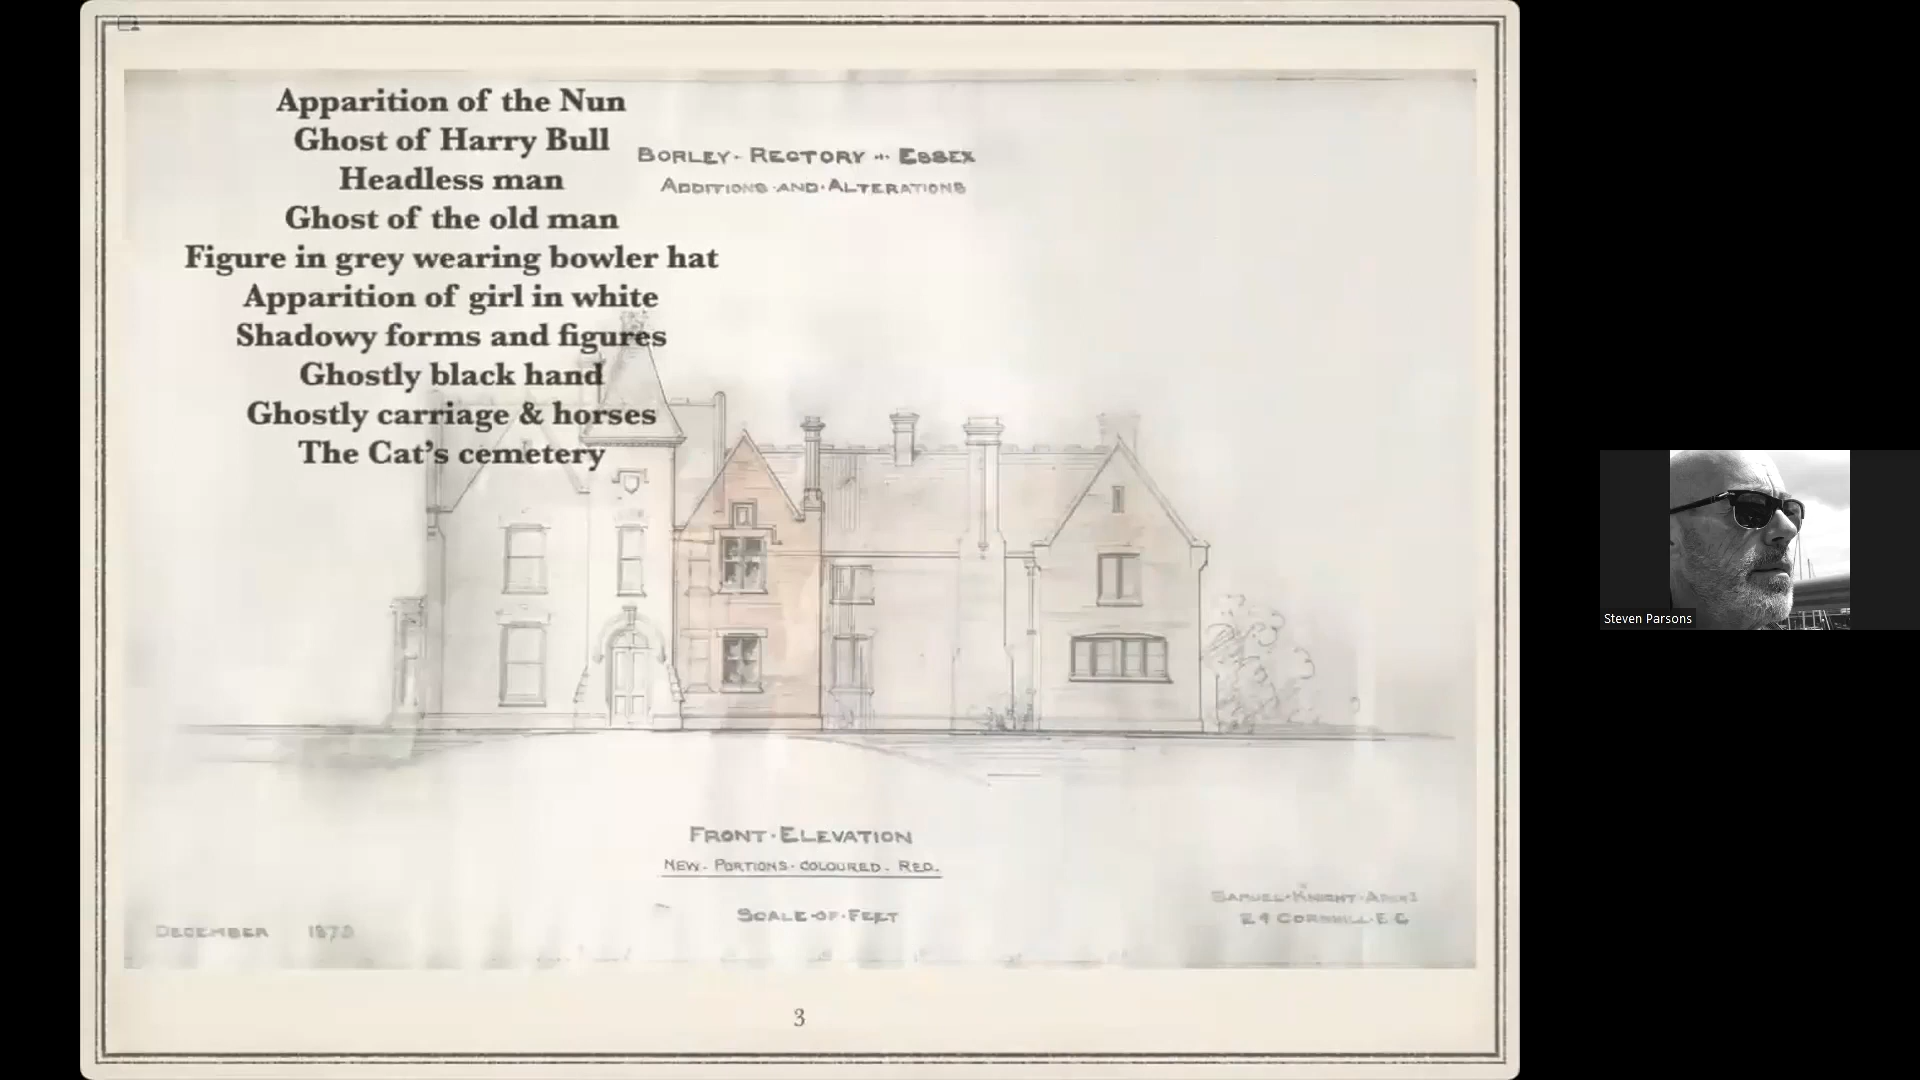 Apparition of the Nun
Ghost of Harry Bull
Headless man
Ghost of the old man
Figure in grey wearing bowler hat
Apparition of girl in white
Shadowy forms and figures
Ghostly black hand
Ghostly carriage & horses
The Cat's cemetery
BORLEY · RECTORY ··· ESSEX
ADDITIONS · AND · ALTERATIONS
FRONT · ELEVATION
NEW · PORTIONS · COLOURED · RED.
SCALE · OF · FEET
DECEMBER
SAMUEL · KNIGHT ·
CORNHILL · E C
3
Steven Parsons